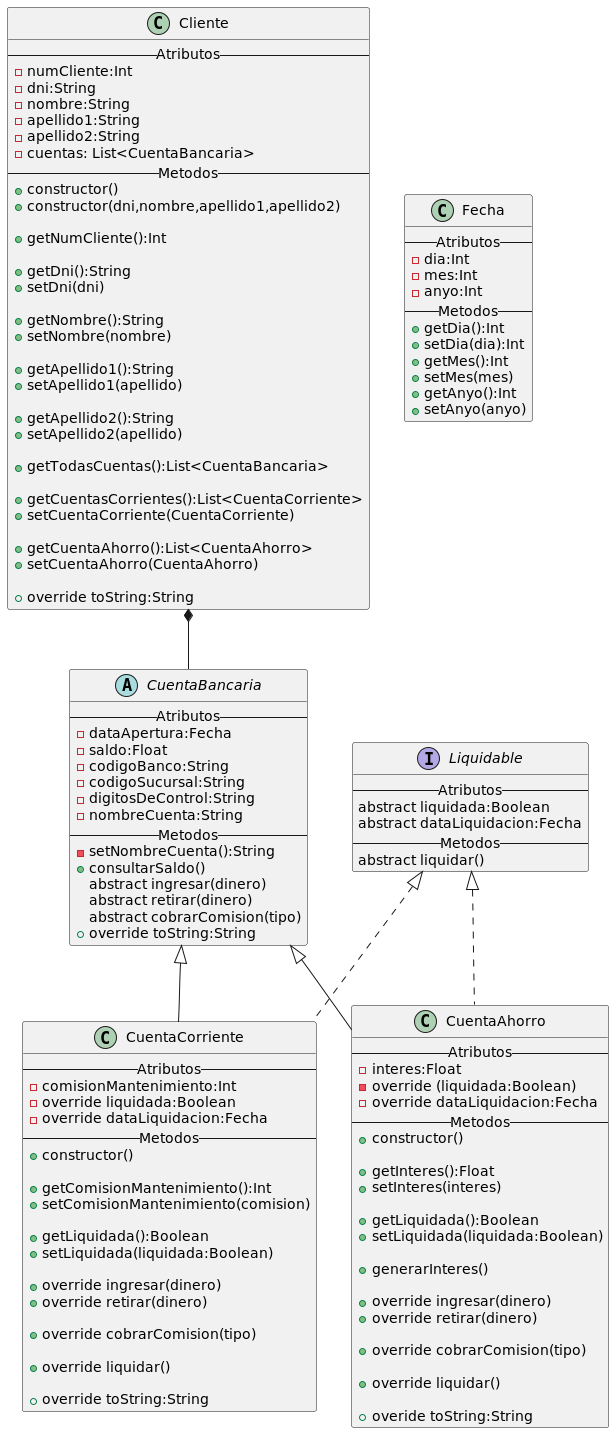 C Cliente
Atributos
numCliente:Int
dni:String
nombre:String
apellido1:String
apellido2:String
cuentas: List<CuentaBancaria>
Metodos
constructor()
constructor(dni,nombre,apellido1,apellido2)
getNumCliente():Int
getDni():String
setDni(dni)
getNombre():String
setNombre(nombre)
getApellido1():String
setApellido1(apellido)
getApellido2():String
setApellido2(apellido)
getTodasCuentas():List<CuentaBancaria>
getCuentasCorrientes():List<CuentaCorriente>
setCuentaCorriente(CuentaCorriente)
getCuentaAhorro():List<CuentaAhorro>
setCuentaAhorro(CuentaAhorro)
override toString:String
C Fecha
Atributos
dia:Int
mes:Int
anyo:Int
Metodos
getDia():Int
setDia(dia):Int
getMes():Int
setMes(mes)
getAnyo():Int
setAnyo(anyo)
A CuentaBancaria
Atributos
dataApertura:Fecha
saldo:Float
codigoBanco:String
codigoSucursal:String
digitosDeControl:String
nombreCuenta:String
Metodos
setNombreCuenta():String
consultarSaldo()
abstract ingresar(dinero)
abstract retirar(dinero)
abstract cobrarComision(tipo)
override toString:String
I Liquidable
Atributos
abstract liquidada:Boolean
abstract dataLiquidacion:Fecha
Metodos
abstract liquidar()
C CuentaCorriente
Atributos
comisionMantenimiento:Int
override liquidada:Boolean
override dataLiquidacion:Fecha
Metodos
constructor()
getComisionMantenimiento():Int
setComisionMantenimiento(comision)
getLiquidada():Boolean
setLiquidada(liquidada:Boolean)
override ingresar(dinero)
override retirar(dinero)
override cobrarComision(tipo)
override liquidar()
override toString:String
C CuentaAhorro
Atributos
interes:Float
override (liquidada:Boolean)
override dataLiquidacion:Fecha
Metodos
constructor()
getInteres():Float
setInteres(interes)
getLiquidada():Boolean
setLiquidada(liquidada:Boolean)
generarInteres()
override ingresar(dinero)
override retirar(dinero)
override cobrarComision(tipo)
override liquidar()
overide toString:String